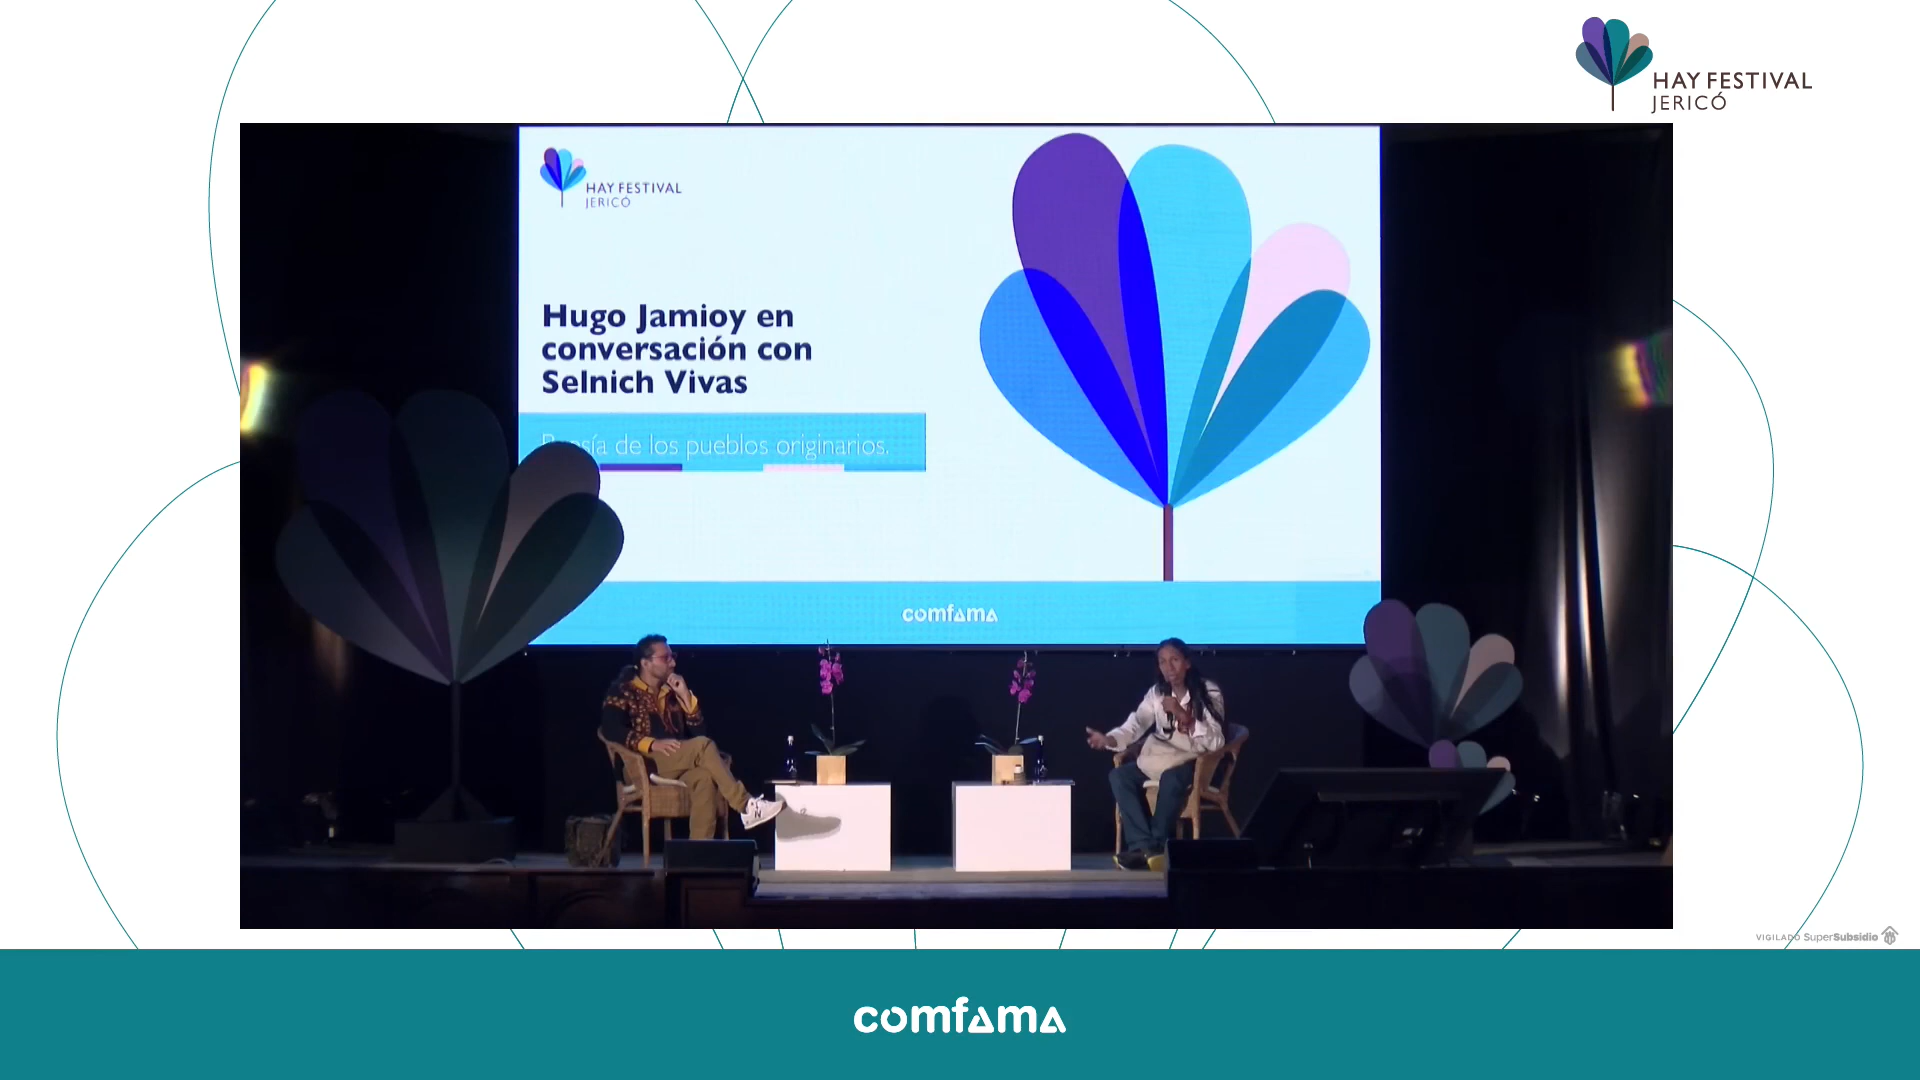 HAY FESTIVAL
JERICÓ
HAY FESTIVAL
JERICÓ
Hugo Jamioy en
conversación con
Selnich Vivas
Poesía de los pueblos originarios.
comfama
VIGILADO SuperSubsidio
comfama